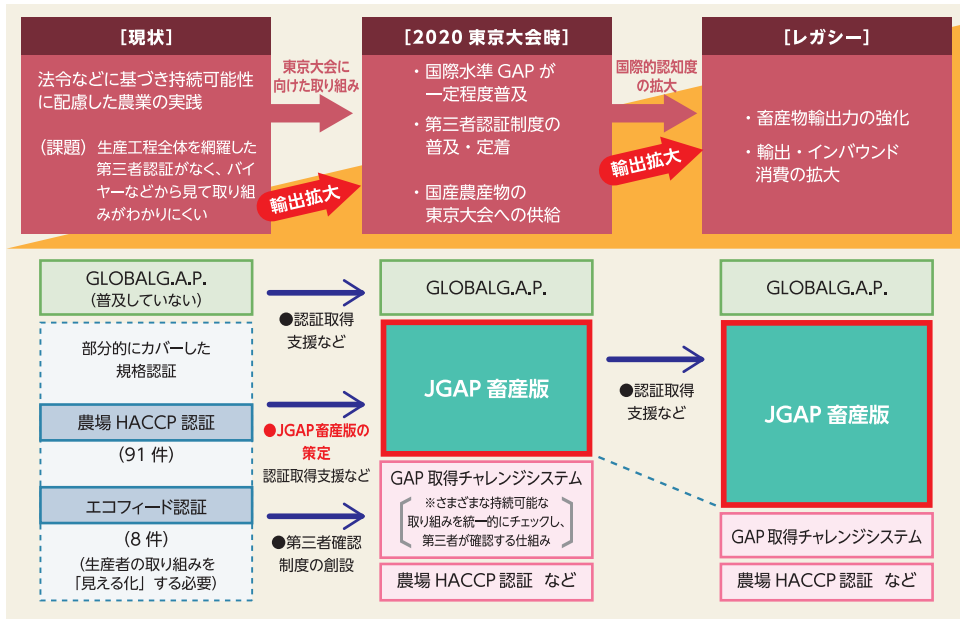 ［現状］
法令などに基づき持続可能性
に配慮した農業の実践
（課題）生産工程全体を網羅した
第三者認証がなく、バイ
ヤーなどから見て取り組
みがわかりにくい
東京大会に
向けた取り組み
輸出拡大
［2020 東京大会時］
・国際水準 GAP が
一定程度普及
・第三者認証制度の
普及・定着
・国産農産物の
東京大会への供給
国際的認知度
の拡大
輸出拡大
［レガシー］
・畜産物輸出力の強化
・輸出・インバウンド
消費の拡大
GLOBALG.A.P.
（普及していない）
部分的にカバーした
規格認証
農場 HACCP 認証
（91 件）
エコフィード認証
（8 件）
（生産者の取り組みを
「見える化」する必要）
●認証取得
支援など
●JGAP 畜産版の
策定
認証取得支援など
●第三者確認
制度の創設
GLOBALG.A.P.
JGAP 畜産版
GAP 取得チャレンジシステム
※さまざまな持続可能な
取り組みを統一的にチェックし、
第三者が確認する仕組み
農場 HACCP 認証 など
●認証取得
支援など
GLOBALG.A.P.
JGAP 畜産版
GAP 取得チャレンジシステム
農場 HACCP 認証 など